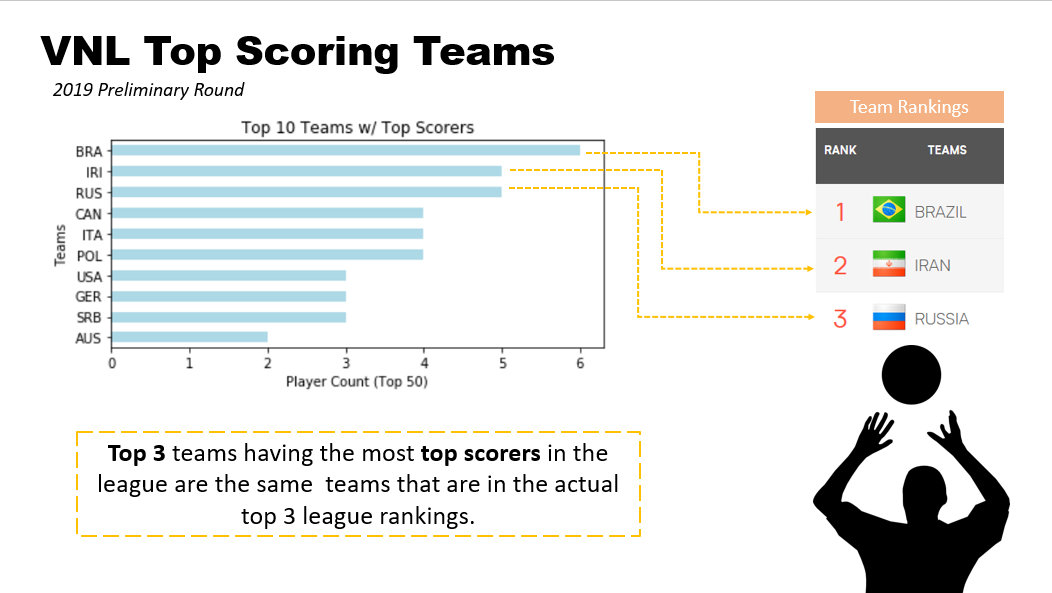 VNL Top Scoring Teams
2019 Preliminary Round
Top 10 Teams w/ Top Scorers
Teams
BRA
IRI
RUS
CAN
ITA
POL
USA
GER
SRB
AUS
0 1 2 3 4 5 6
Player Count (Top 50)
Team Rankings
RANK TEAMS
1 BRAZIL
2 IRAN
3 RUSSIA
Top 3 teams having the most top scorers in the
league are the same teams that are in the actual
top 3 league rankings.